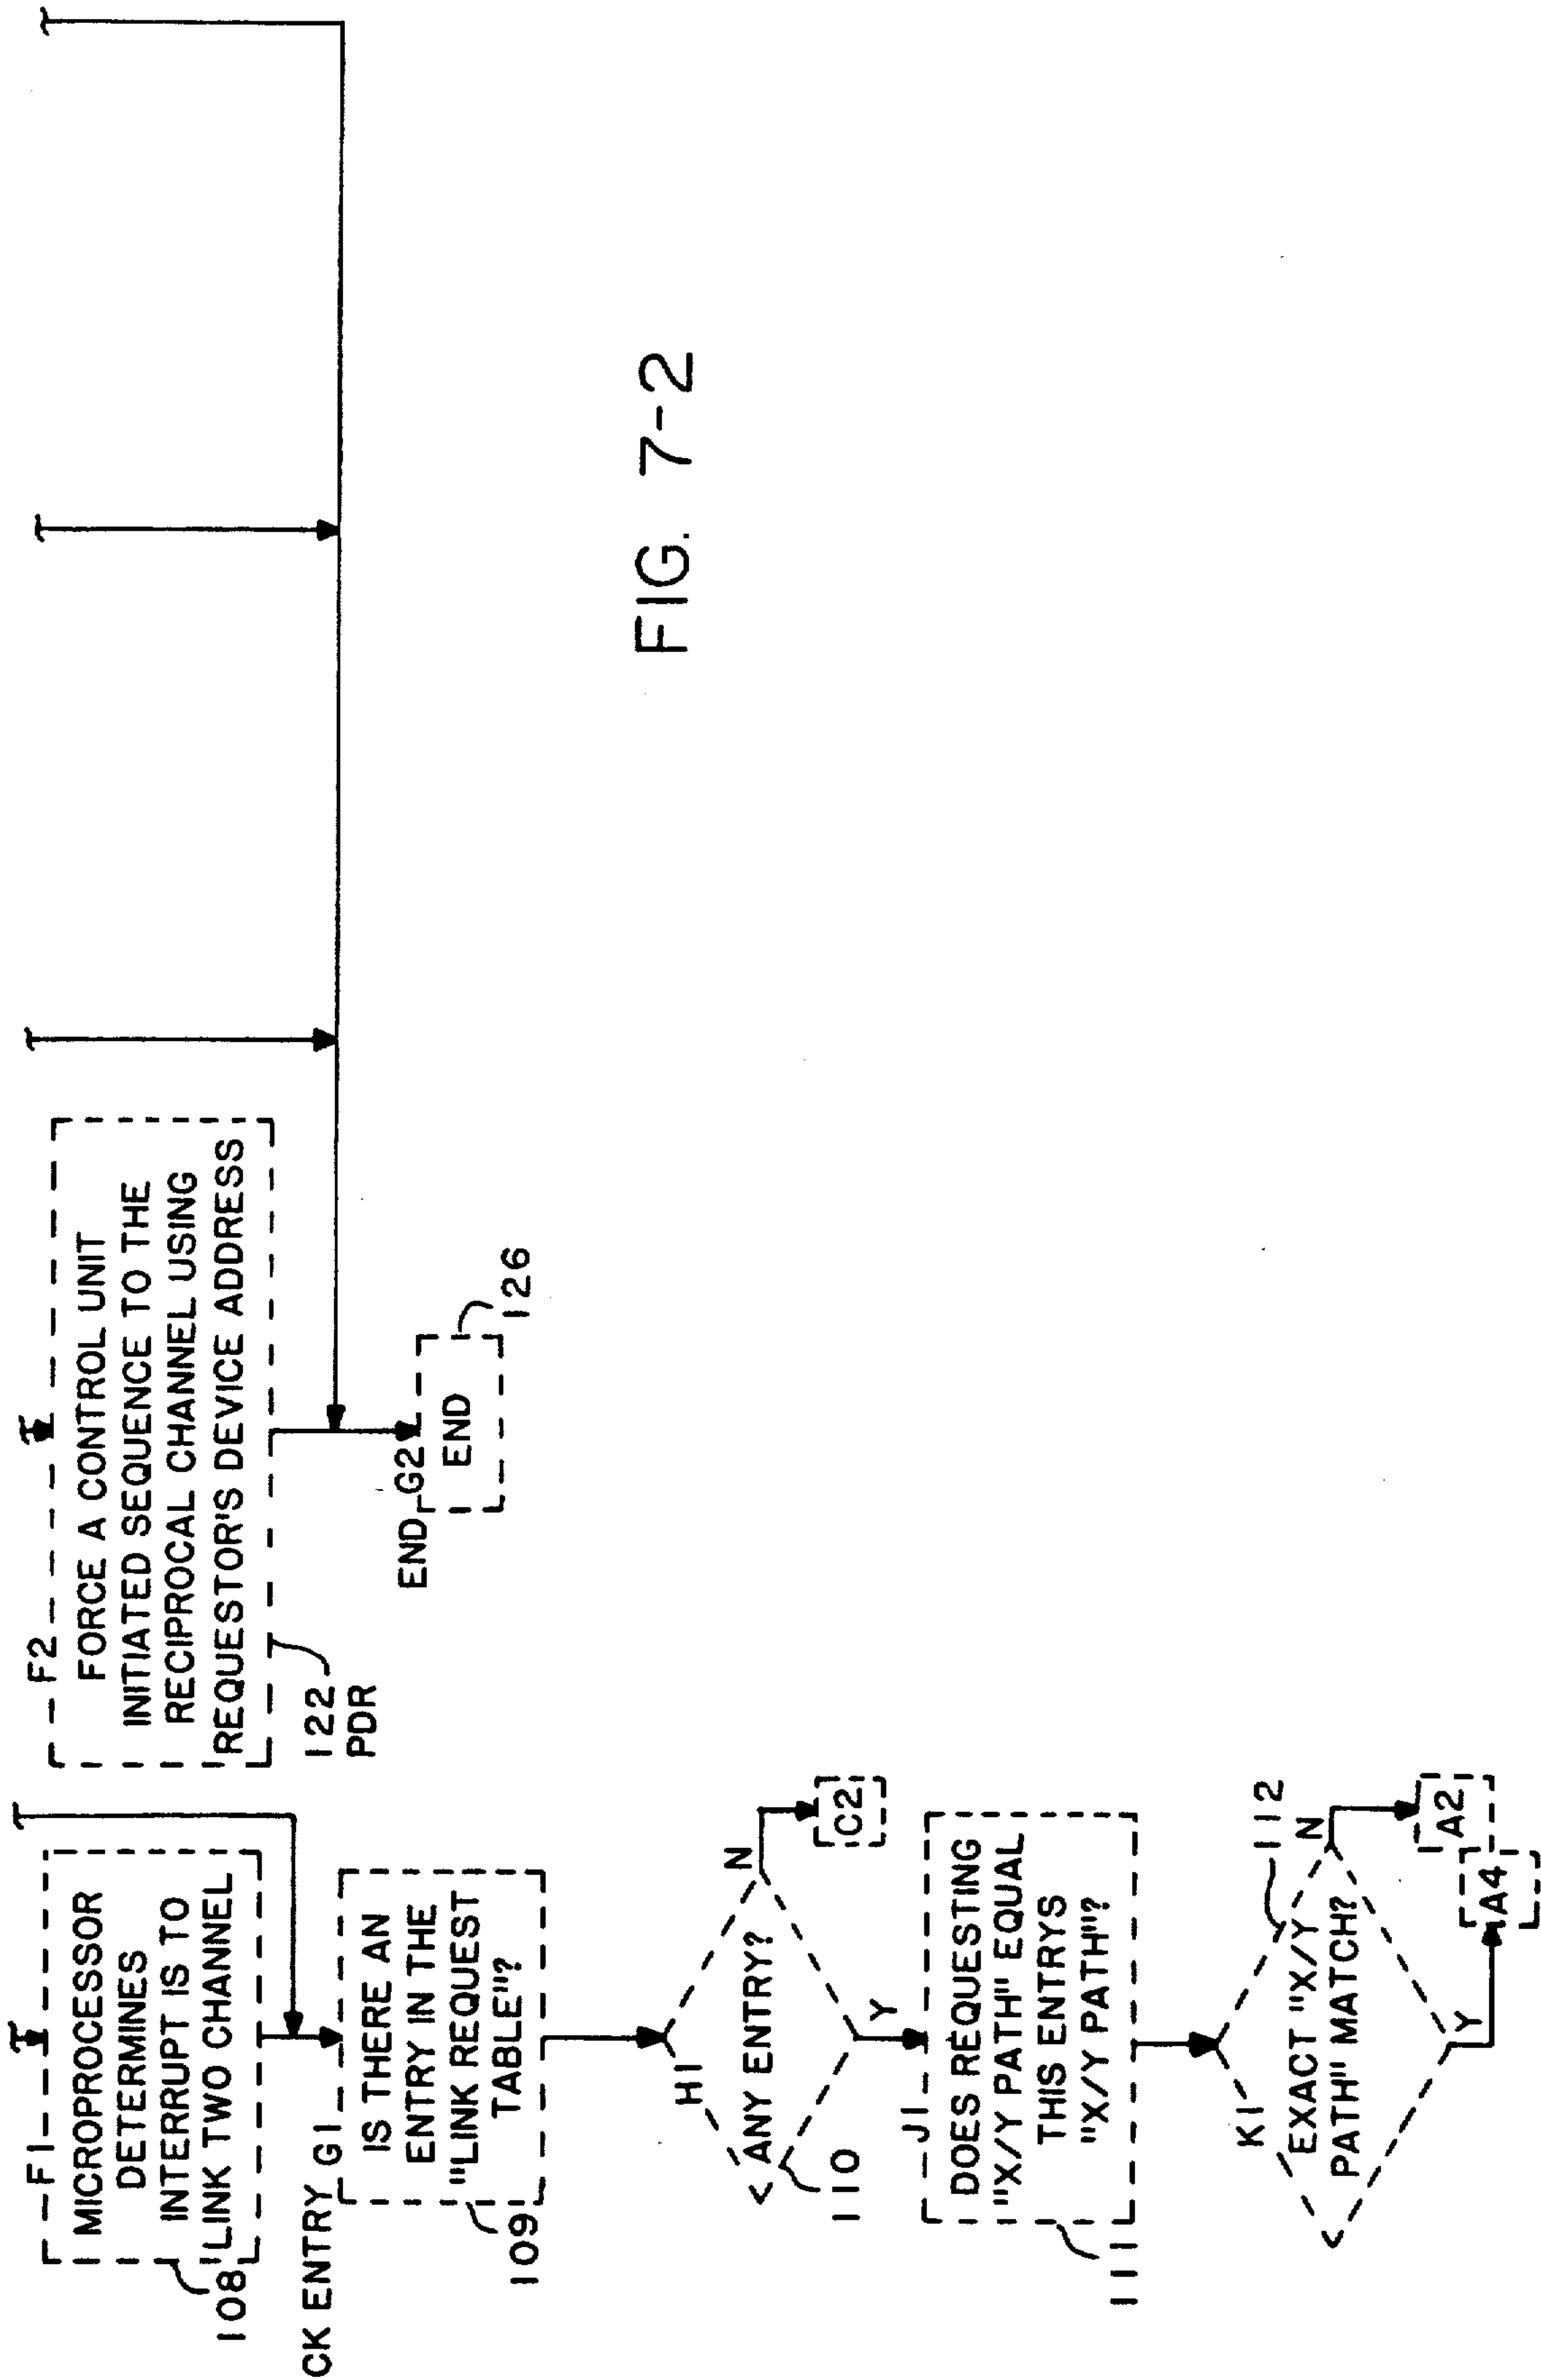 F1
MICROPROCESSOR
DETERMINES
INTERRUPT IS TO
LINK TWO CHANNEL
108
CK ENTRY G1
IS THERE AN
ENTRY IN THE
"LINK REQUEST
TABLE"?
109
H1
ANY ENTRY?
N
110
Y
C2
J1
DOES REQUESTING
"X/Y PATH" EQUAL
THIS ENTRYS
"X/Y PATH"?
111
K1
EXACT "X/Y
PATH" MATCH?
112
N
Y
A2
A4
F2
FORCE A CONTROL UNIT
INITIATED SEQUENCE TO THE
RECIPROCAL CHANNEL USING
REQUESTOR'S DEVICE ADDRESS
122
PDR
END G2
END
126
FIG. 7-2